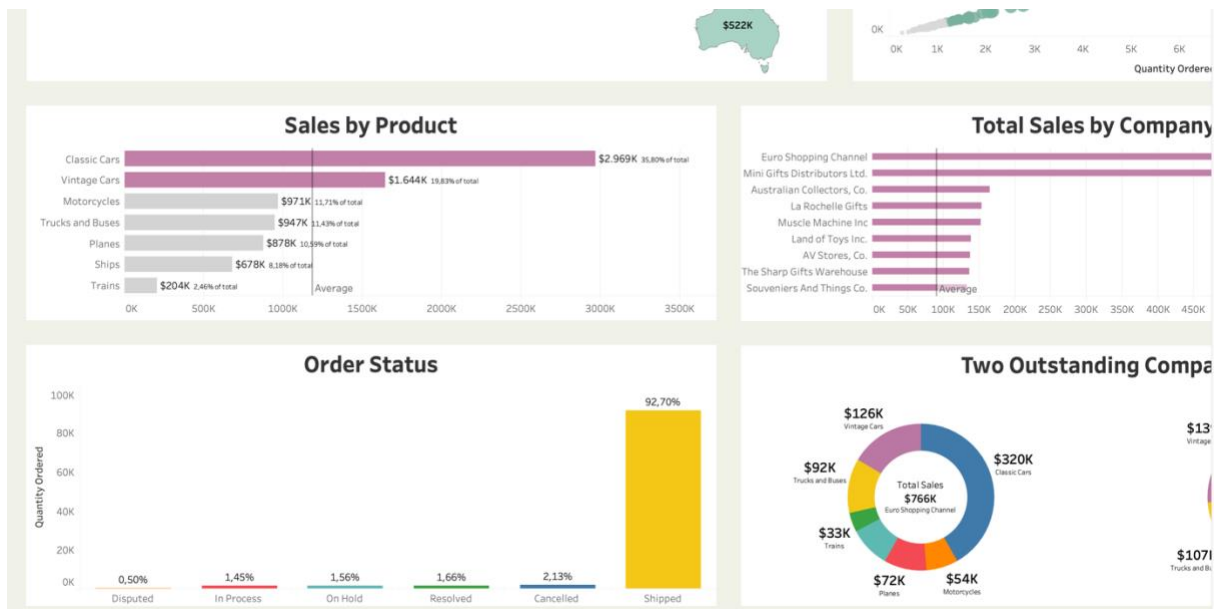 $522K
0K
0K 1K 2K 3K 4K 5K 6K
Quantity Ordere
Sales by Product
Classic Cars $2.969K 35,80% of total
Vintage Cars $1.644K 19,83% of total
Motorcycles $971K 11,71% of total
Trucks and Buses $947K 11,43% of total
Planes $878K 10,59% of total
Ships $678K 8,18% of total
Trains $204K 2,46% of total
Average
0K 500K 1000K 1500K 2000K 2500K 3000K 3500K
Total Sales by Company
Euro Shopping Channel
Mini Gifts Distributors Ltd.
Australian Collectors, Co.
La Rochelle Gifts
Muscle Machine Inc
Land of Toys Inc.
AV Stores, Co.
The Sharp Gifts Warehouse
Souveniers And Things Co.
Average
0K 50K 100K 150K 200K 250K 300K 350K 400K 450K
Order Status
Quantity Ordered
100K
80K
60K
40K
20K
0K
0,50% 1,45% 1,56% 1,66% 2,13% 92,70%
Disputed In Process On Hold Resolved Cancelled Shipped
Two Outstanding Compa
$126K
Vintage Cars
$320K
Classic Cars
$92K
Trucks and Buses
Total Sales
$766K
Euro Shopping Channel
$33K
Trains
$72K
Planes
$54K
Motorcycles
$13
Vintage
$107
Trucks and B